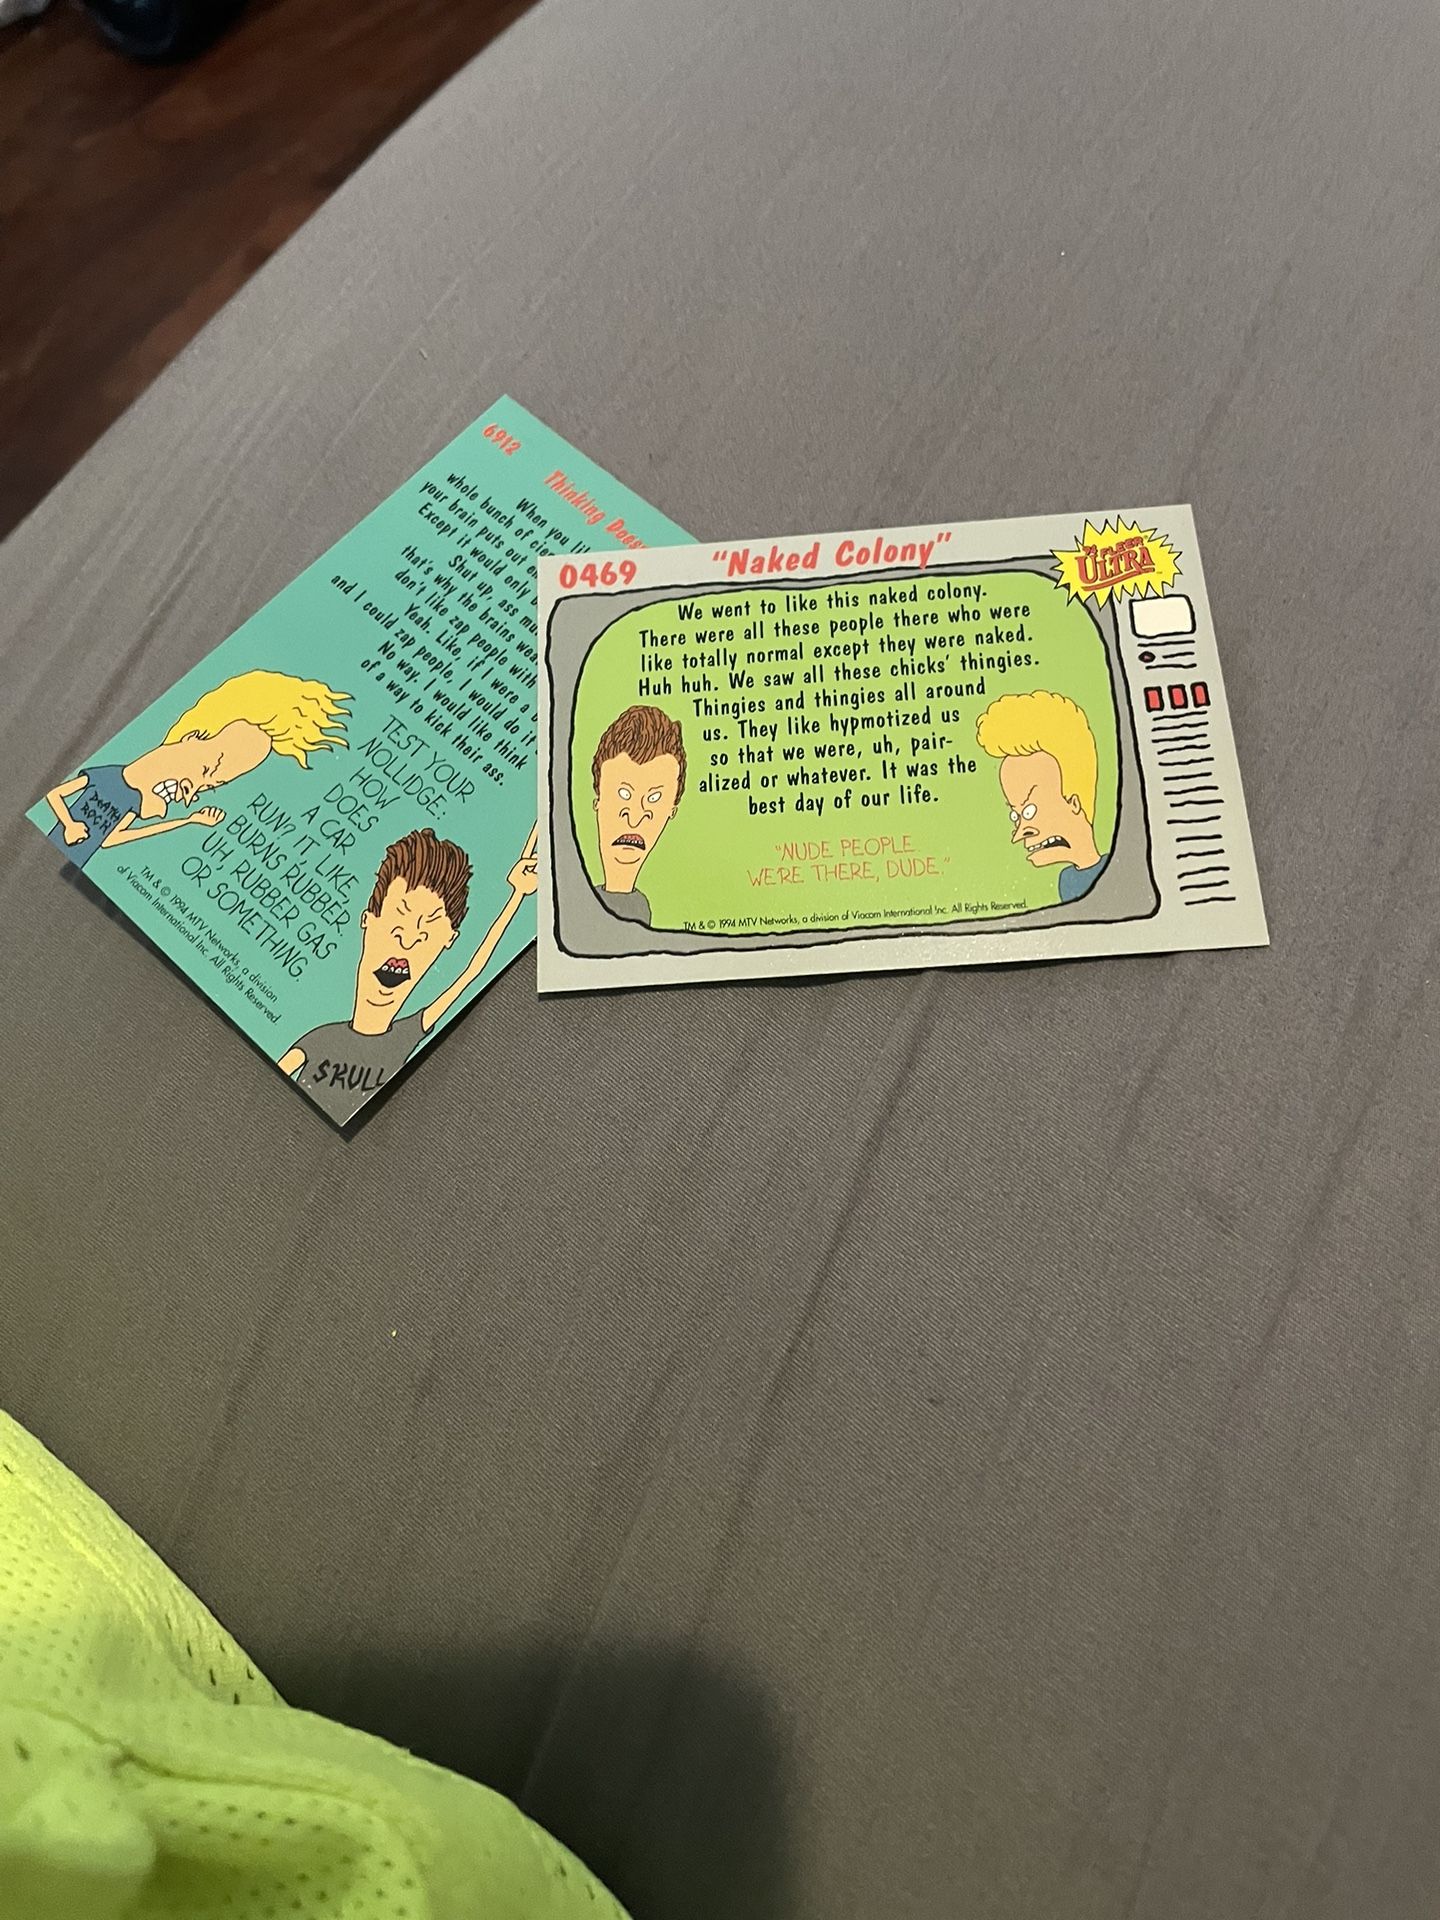 6912
Thinking Does
When you li
whole bunch of
your brain puts out
Except it would only
Shut up, ass mu
that's why the brains wea
don't like zap people with
Yeah. Like, if I were a
and I could zap people, I would do it
No way. I would like think
of a way to kick their ass.
TEST YOUR
NOLLIDGE:
HOW
DOES
A CAR
RUN? IT LIKE,
BURNS RUBBER.
UH, RUBBER GAS
OR SOMETHING.
DEATH
ROCK
SKULL
TM & © 1994 MTV Networks, a division
of Viacom International Inc. All Rights Reserved.
0469
"Naked Colony"
'94 FLEER
ULTRA
We went to like this naked colony.
There were all these people there who were
like totally normal except they were naked.
Huh huh. We saw all these chicks' thingies.
Thingies and thingies all around
us. They like hypmotized us
so that we were, uh, pair-
alized or whatever. It was the
best day of our life.
"NUDE PEOPLE.
WE'RE THERE, DUDE."
TM & © 1994 MTV Networks, a division of Viacom International Inc. All Rights Reserved.